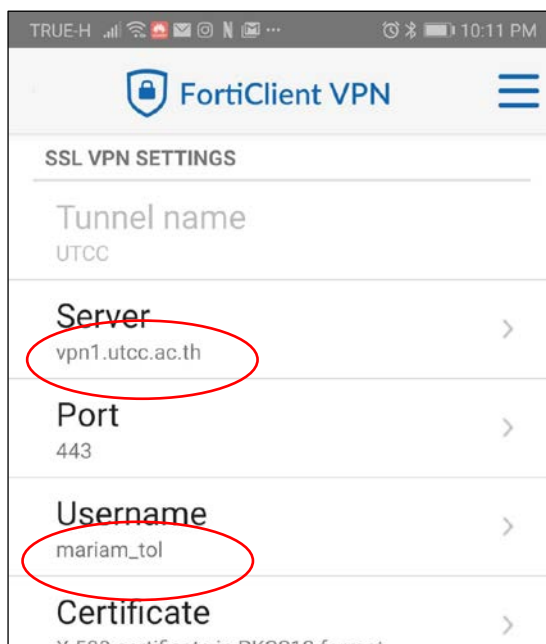 TRUE-H 10:11 PM
FortiClient VPN
SSL VPN SETTINGS
Tunnel name
UTCC
Server
vpn1.utcc.ac.th
Port
443
Username
mariam_tol
Certificate